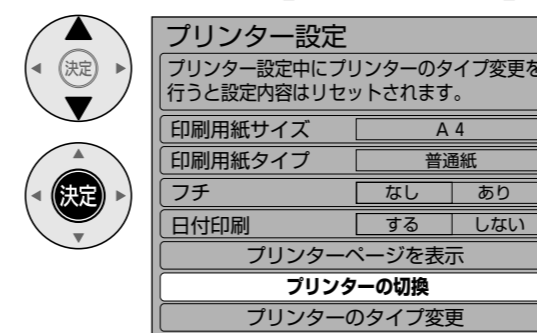 決定
決定
プリンター設定
プリンター設定中にプリンターのタイプ変更を
行うと設定内容はリセットされます。
印刷用紙サイズ A 4
印刷用紙タイプ 普通紙
フチ なし あり
日付印刷 する しない
プリンターページを表示
プリンターの切換
プリンターのタイプ変更